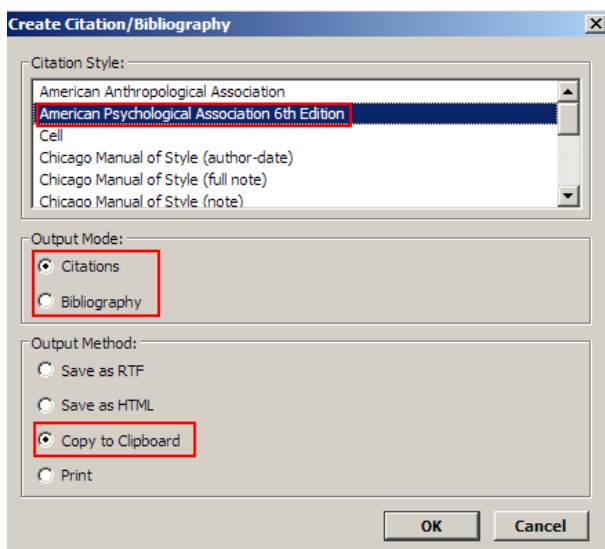 Create Citation/Bibliography
Citation Style:
American Anthropological Association
American Psychological Association 6th Edition
Cell
Chicago Manual of Style (author-date)
Chicago Manual of Style (full note)
Chicago Manual of Style (note)
Output Mode:
Citations
Bibliography
Output Method:
Save as RTF
Save as HTML
Copy to Clipboard
Print
OK Cancel